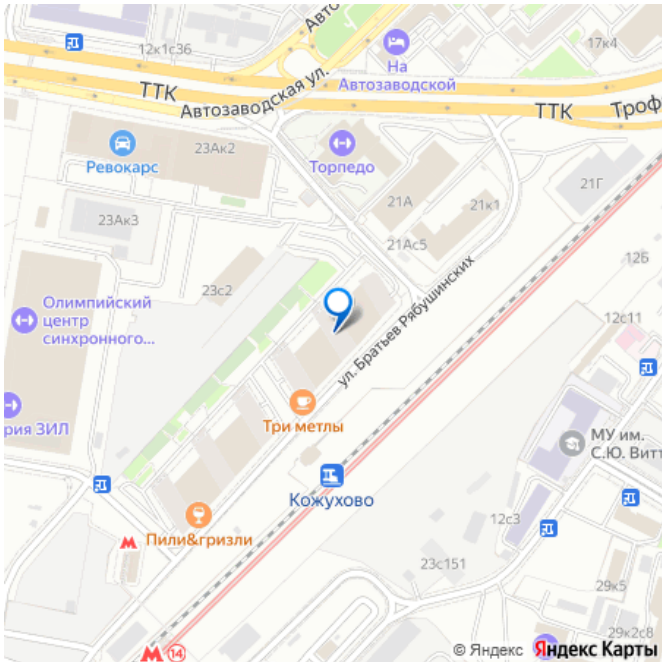 Авто
12к1с36
17к4
На
Автозаводской
ТТК
Автозаводская ул.
ТТК
Троф
23Ак2
Ревокарс
Торпедо
21Г
21А
21к1
23Ак3
21Ас5
12Б
23с2
Олимпийский
центр
синхронного...
12с11
ул. Братьев Рябушинских
рия ЗИЛ
Три метлы
МУ им.
С.Ю. Витт
Кожухово
12с3
Пили&гризли
23с151
29к5
29к2с8
14
© Яндекс Яндекс Карты